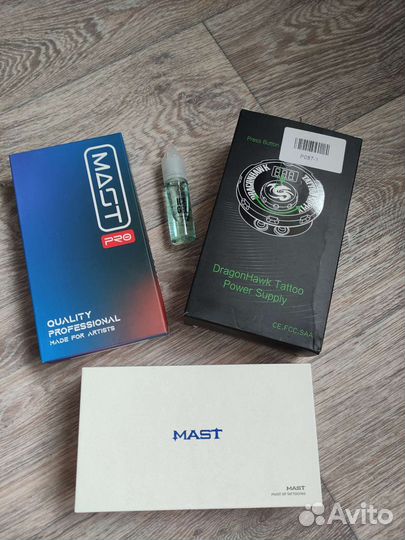 MAST
PRO
QUALITY
PROFESSIONAL
MADE FOR ARTISTS
Press Button
P087-1
DRAGONHAWK
DragonHawk Tattoo
Power Supply
CE,FCC,SAA
MAST
MAST
Avito